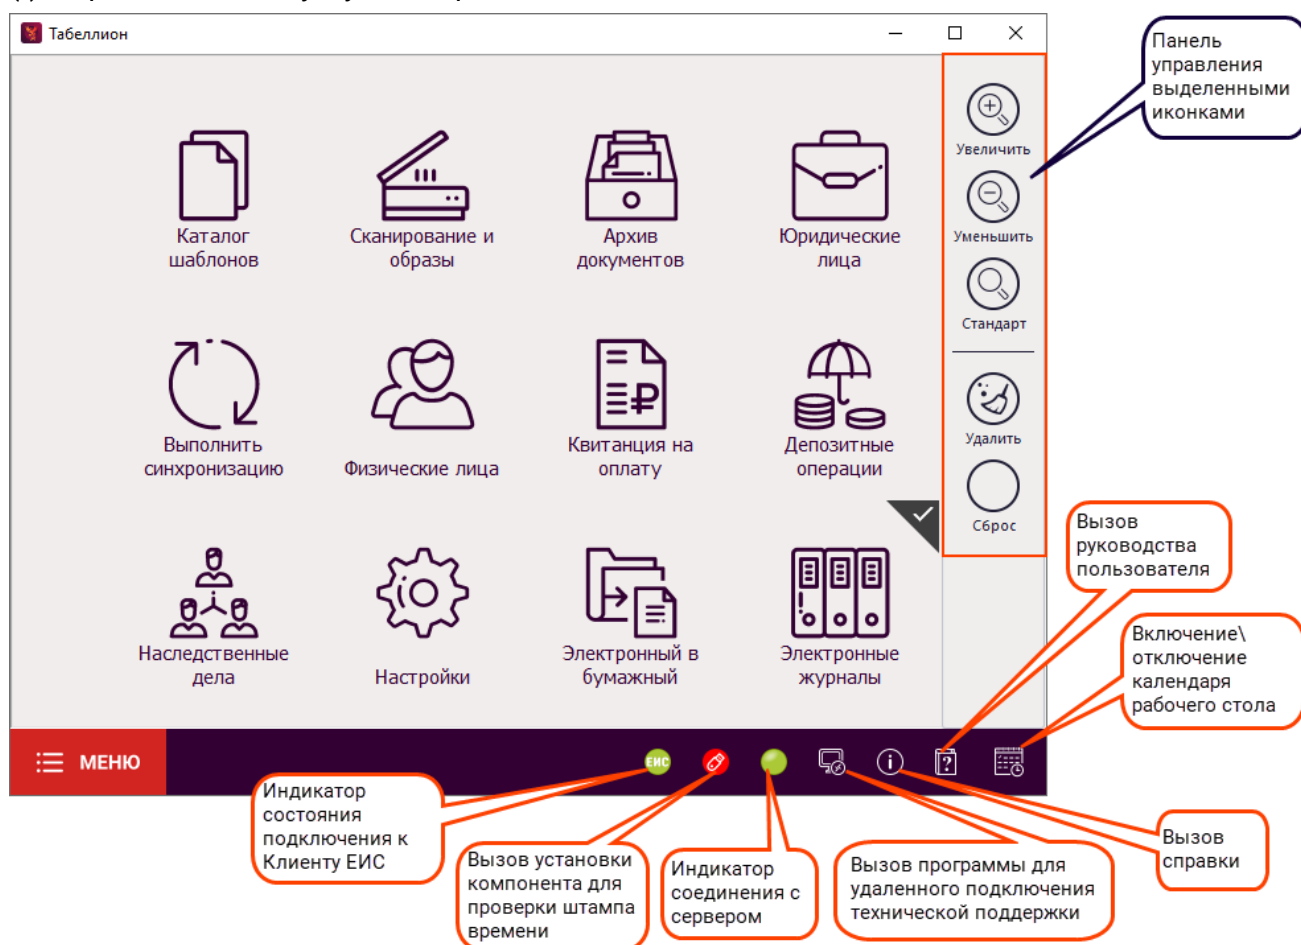 Табеллион
Панель
управления
выделенными
иконками
Увеличить
Уменьшить
Стандарт
Удалить
Сброс
Каталог
шаблонов
Сканирование и
образы
Архив
документов
Юридические
лица
Выполнить
синхронизацию
Физические лица
Квитанция на
оплату
Депозитные
операции
Наследственные
дела
Настройки
Электронный в
бумажный
Электронные
журналы
Вызов
руководства
пользователя
Включение\
отключение
календаря
рабочего стола
МЕНЮ
ЕИС
i
?
Индикатор
состояния
подключения к
Клиенту ЕИС
Вызов установки
компонента для
проверки штампа
времени
Индикатор
соединения с
сервером
Вызов программы для
удаленного подключения
технической поддержки
Вызов
справки